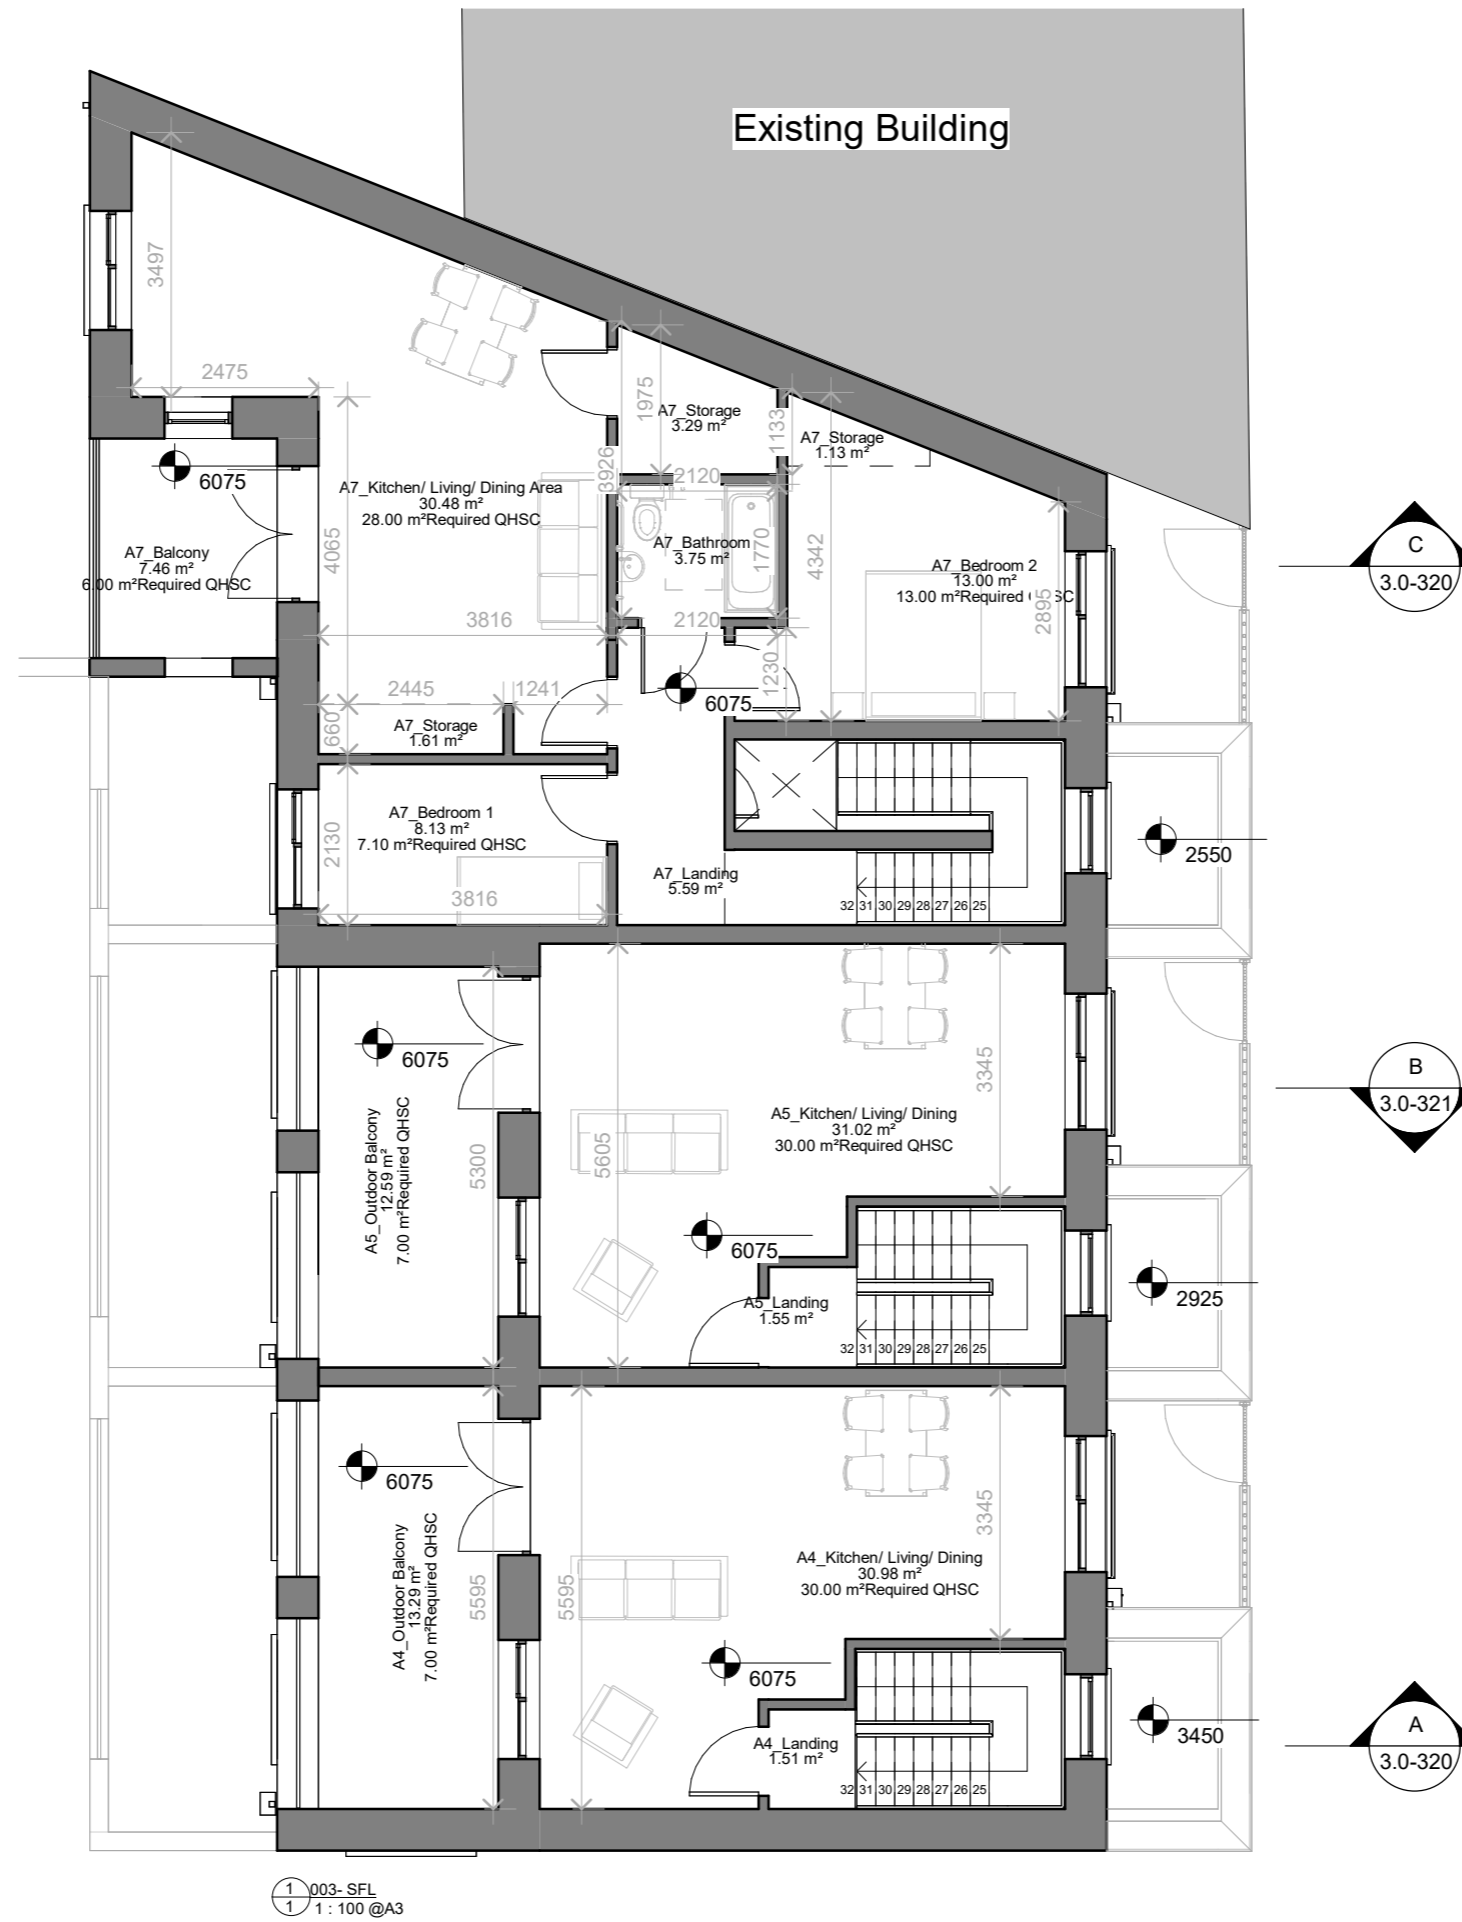 Existing Building
3497
2475
1975
A7_Storage
3.29 m²
1133
A7_Storage
1.13 m²
3926
2120
6075
A7_Kitchen/ Living/ Dining Area
30.48 m²
28.00 m²Required QHSC
4065
A7_Balcony
7.46 m²
6.00 m²Required QHSC
A7_Bathroom
3.75 m²
1770
4342
A7_Bedroom 2
13.00 m²
13.00 m²Required
SC
2895
C
3.0-320
3816
2120
1230
6075
2445
1241
660
A7_Storage
1.61 m²
A7_Bedroom 1
8.13 m²
7.10 m²Required QHSC
2130
3816
A7_Landing
5.59 m²
32 31 30 29 28 27 26 25
2550
6075
A5_Outdoor Balcony
12.59 m²
7.00 m²Required QHSC
5300
5605
3345
A5_Kitchen/ Living/ Dining
31.02 m²
30.00 m²Required QHSC
B
3.0-321
6075
A5_Landing
1.55 m²
32 31 30 29 28 27 26 25
2925
6075
A4_Outdoor Balcony
13.29 m²
7.00 m²Required QHSC
5595
5595
3345
A4_Kitchen/ Living/ Dining
30.98 m²
30.00 m²Required QHSC
6075
A4_Landing
1.51 m²
32 31 30 29 28 27 26 25
3450
A
3.0-320
1
1
003- SFL
1 : 100 @A3